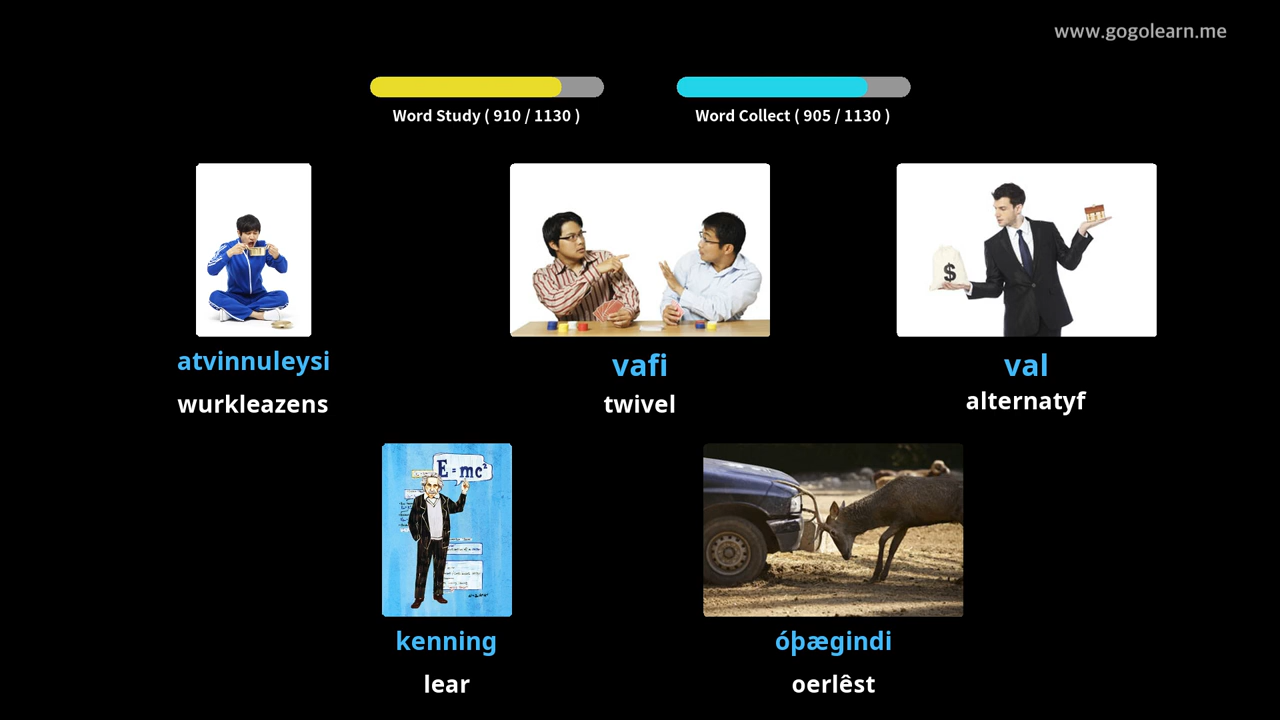 www.gogolearn.me
Word Study ( 910 / 1130 )
Word Collect ( 905 / 1130 )
atvinnuleysi
wurkleazens
vafi
twivel
val
alternatyf
$
E = mc²
kenning
lear
óþægindi
oerlêst